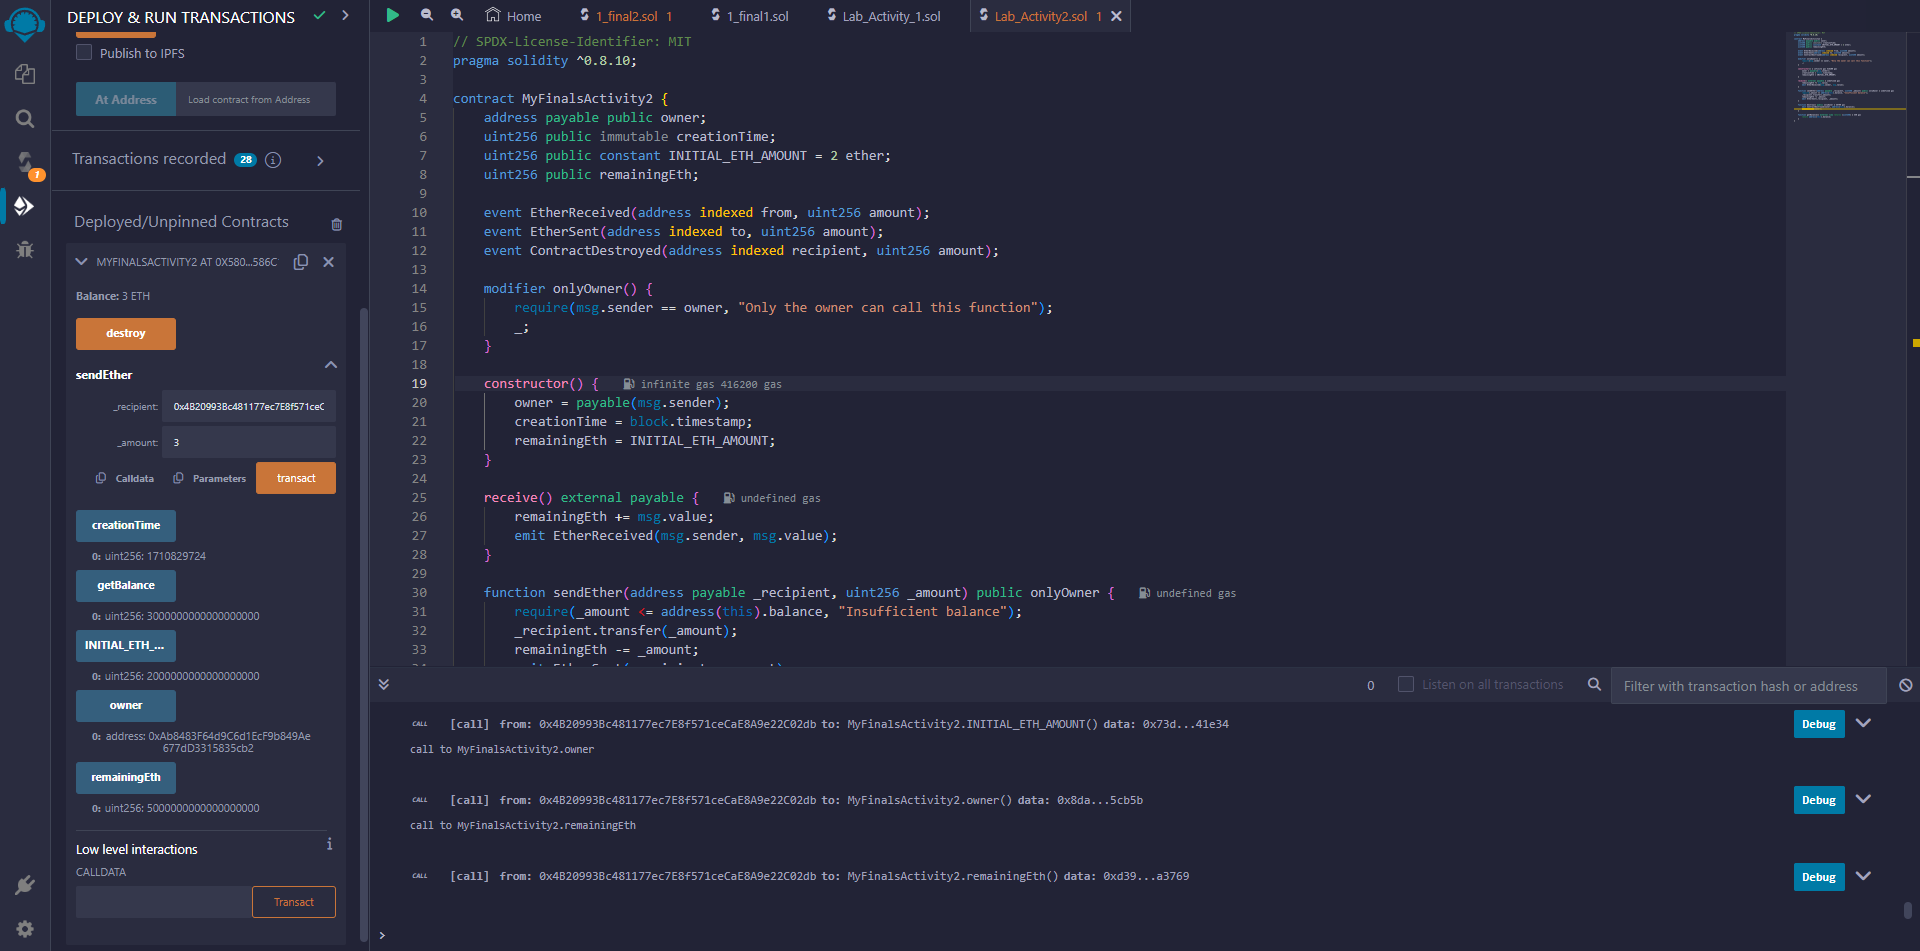 DEPLOY & RUN TRANSACTIONS
Publish to IPFS
At Address
Load contract from Address
Transactions recorded 28
1
Deployed/Unpinned Contracts
MYFINALSACTIVITY2 AT 0X580...586C
Balance: 3 ETH
destroy
sendEther
_recipient: 0x4B20993Bc481177ec7E8f571ceC
_amount: 3
Calldata Parameters transact
creationTime
0: uint256: 1710829724
getBalance
0: uint256: 3000000000000000000
INITIAL_ETH_...
0: uint256: 2000000000000000000
owner
0: address: 0xAb8483F64d9C6d1EcF9b849Ae
677dD3315835cb2
remainingEth
0: uint256: 5000000000000000000
Low level interactions
CALLDATA
Transact
Home 1_final2.sol 1 1_final1.sol Lab_Activity_1.sol Lab_Activity2.sol 1
1 // SPDX-License-Identifier: MIT
2 pragma solidity ^0.8.10;
3
4 contract MyFinalsActivity2 {
5 address payable public owner;
6 uint256 public immutable creationTime;
7 uint256 public constant INITIAL_ETH_AMOUNT = 2 ether;
8 uint256 public remainingEth;
9
10 event EtherReceived(address indexed from, uint256 amount);
11 event EtherSent(address indexed to, uint256 amount);
12 event ContractDestroyed(address indexed recipient, uint256 amount);
13
14 modifier onlyOwner() {
15 require(msg.sender == owner, "Only the owner can call this function");
16 _;
17 }
18
19 constructor() { infinite gas 416200 gas
20 owner = payable(msg.sender);
21 creationTime = block.timestamp;
22 remainingEth = INITIAL_ETH_AMOUNT;
23 }
24
25 receive() external payable { undefined gas
26 remainingEth += msg.value;
27 emit EtherReceived(msg.sender, msg.value);
28 }
29
30 function sendEther(address payable _recipient, uint256 _amount) public onlyOwner { undefined gas
31 require(_amount <= address(this).balance, "Insufficient balance");
32 _recipient.transfer(_amount);
33 remainingEth -= _amount;
0 Listen on all transactions Filter with transaction hash or address
CALL [call] from: 0x4B20993Bc481177ec7E8f571ceCaE8A9e22C02db to: MyFinalsActivity2.INITIAL_ETH_AMOUNT() data: 0x73d...41e34 Debug
call to MyFinalsActivity2.owner
CALL [call] from: 0x4B20993Bc481177ec7E8f571ceCaE8A9e22C02db to: MyFinalsActivity2.owner() data: 0x8da...5cb5b Debug
call to MyFinalsActivity2.remainingEth
CALL [call] from: 0x4B20993Bc481177ec7E8f571ceCaE8A9e22C02db to: MyFinalsActivity2.remainingEth() data: 0xd39...a3769 Debug
>